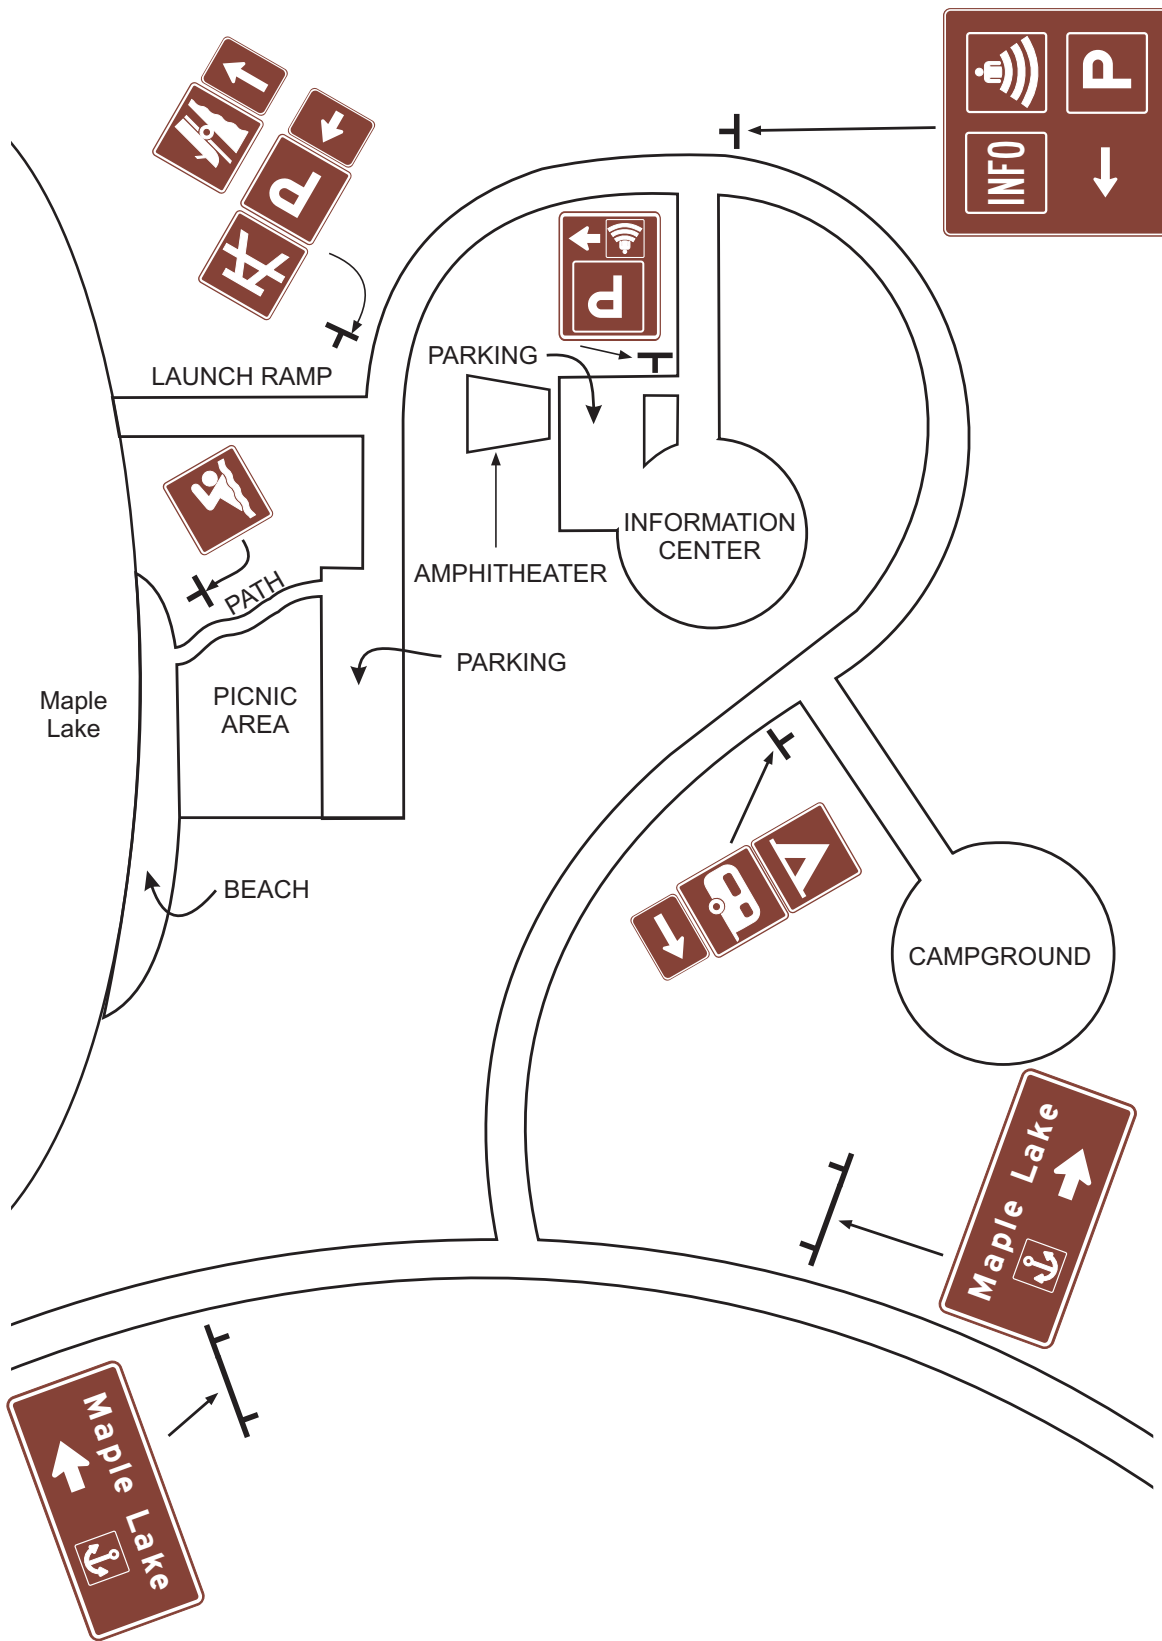 P
INFO
P
P
LAUNCH RAMP
PARKING
AMPHITHEATER
INFORMATION
CENTER
PATH
PARKING
Maple
Lake
PICNIC
AREA
BEACH
CAMPGROUND
Maple Lake
Maple Lake